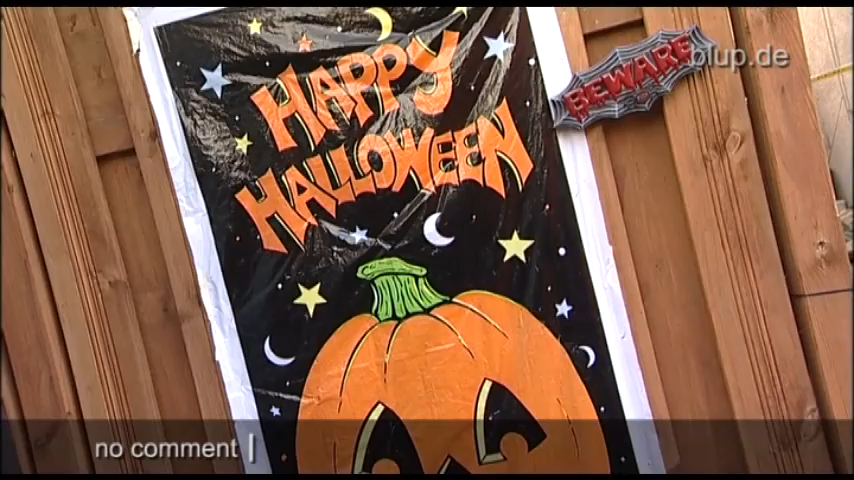 HAPPY
HALLOWEEN
BEWARE
blup.de
no comment